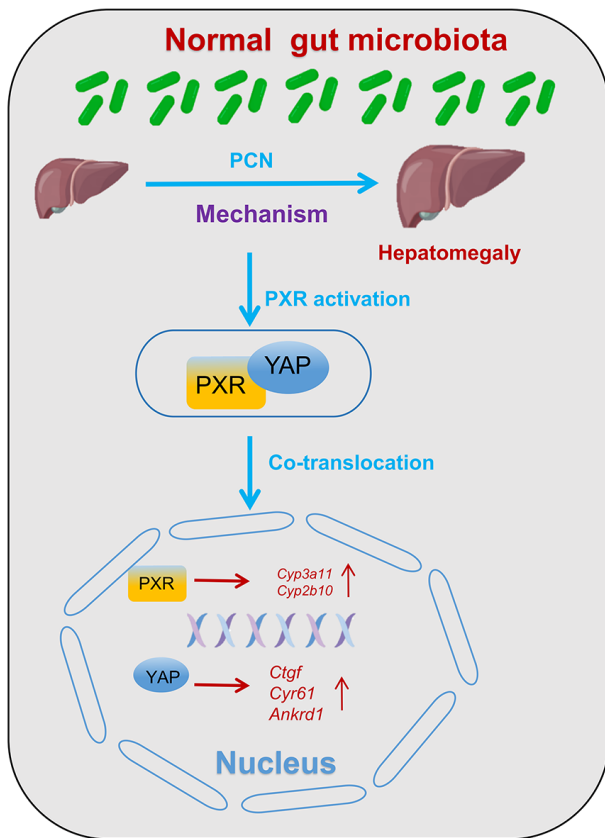 Normal gut microbiota
PCN
Mechanism
Hepatomegaly
PXR activation
PXR
YAP
Co-translocation
PXR
Cyp3a11
Cyp2b10
YAP
Ctgf
Cyr61
Ankrd1
Nucleus